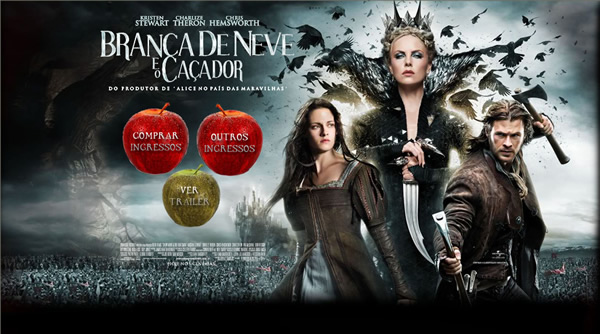 KRISTEN CHARLIZE CHRIS
STEWART THERON HEMSWORTH
BRANCA DE NEVE
E O CAÇADOR
DO PRODUTOR DE "ALICE NO PAÍS DAS MARAVILHAS"
COMPRAR
INGRESSOS
OUTROS
INGRESSOS
VER
TRAILER